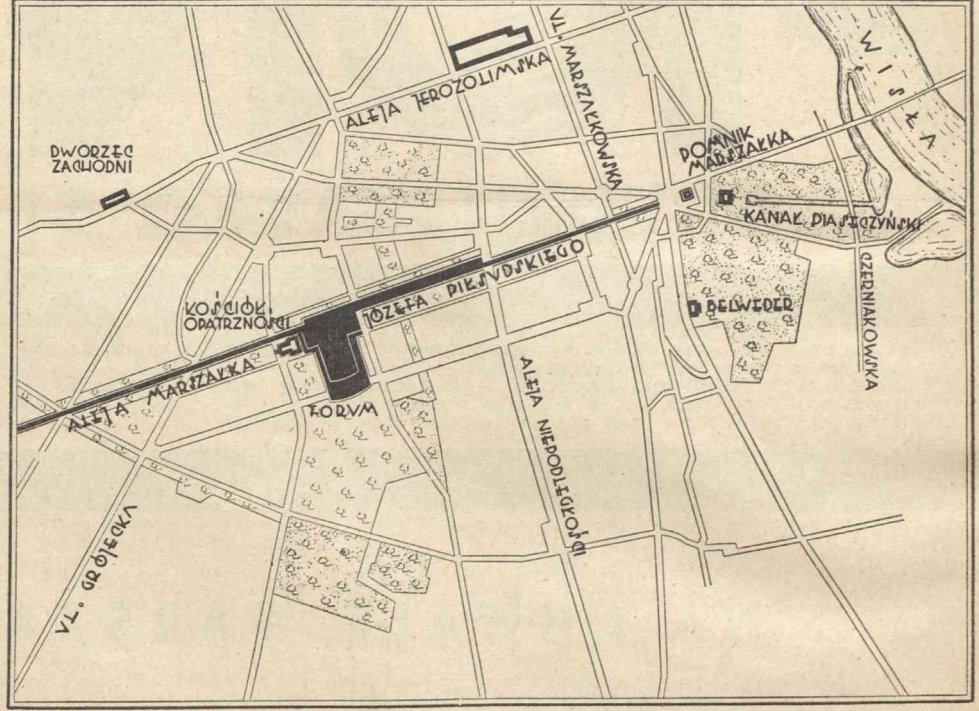 DWORZEC
ZACHODNI
ALEJA JEROZOLIMSKA
UL. MARSZAŁKOWSKA
WISŁA
POMNIK
MARSZAŁKA
KANAŁ PIASECZYŃSKI
KOŚCIÓŁ
OPATRZNOŚCI
ALEJA MARSZAŁKA JÓZEFA PIŁSUDSKIEGO
BELWEDER
CZERNIAKOWSKA
FORUM
ALEJA NIEPODLEGŁOŚCI
UL. GRÓJECKA